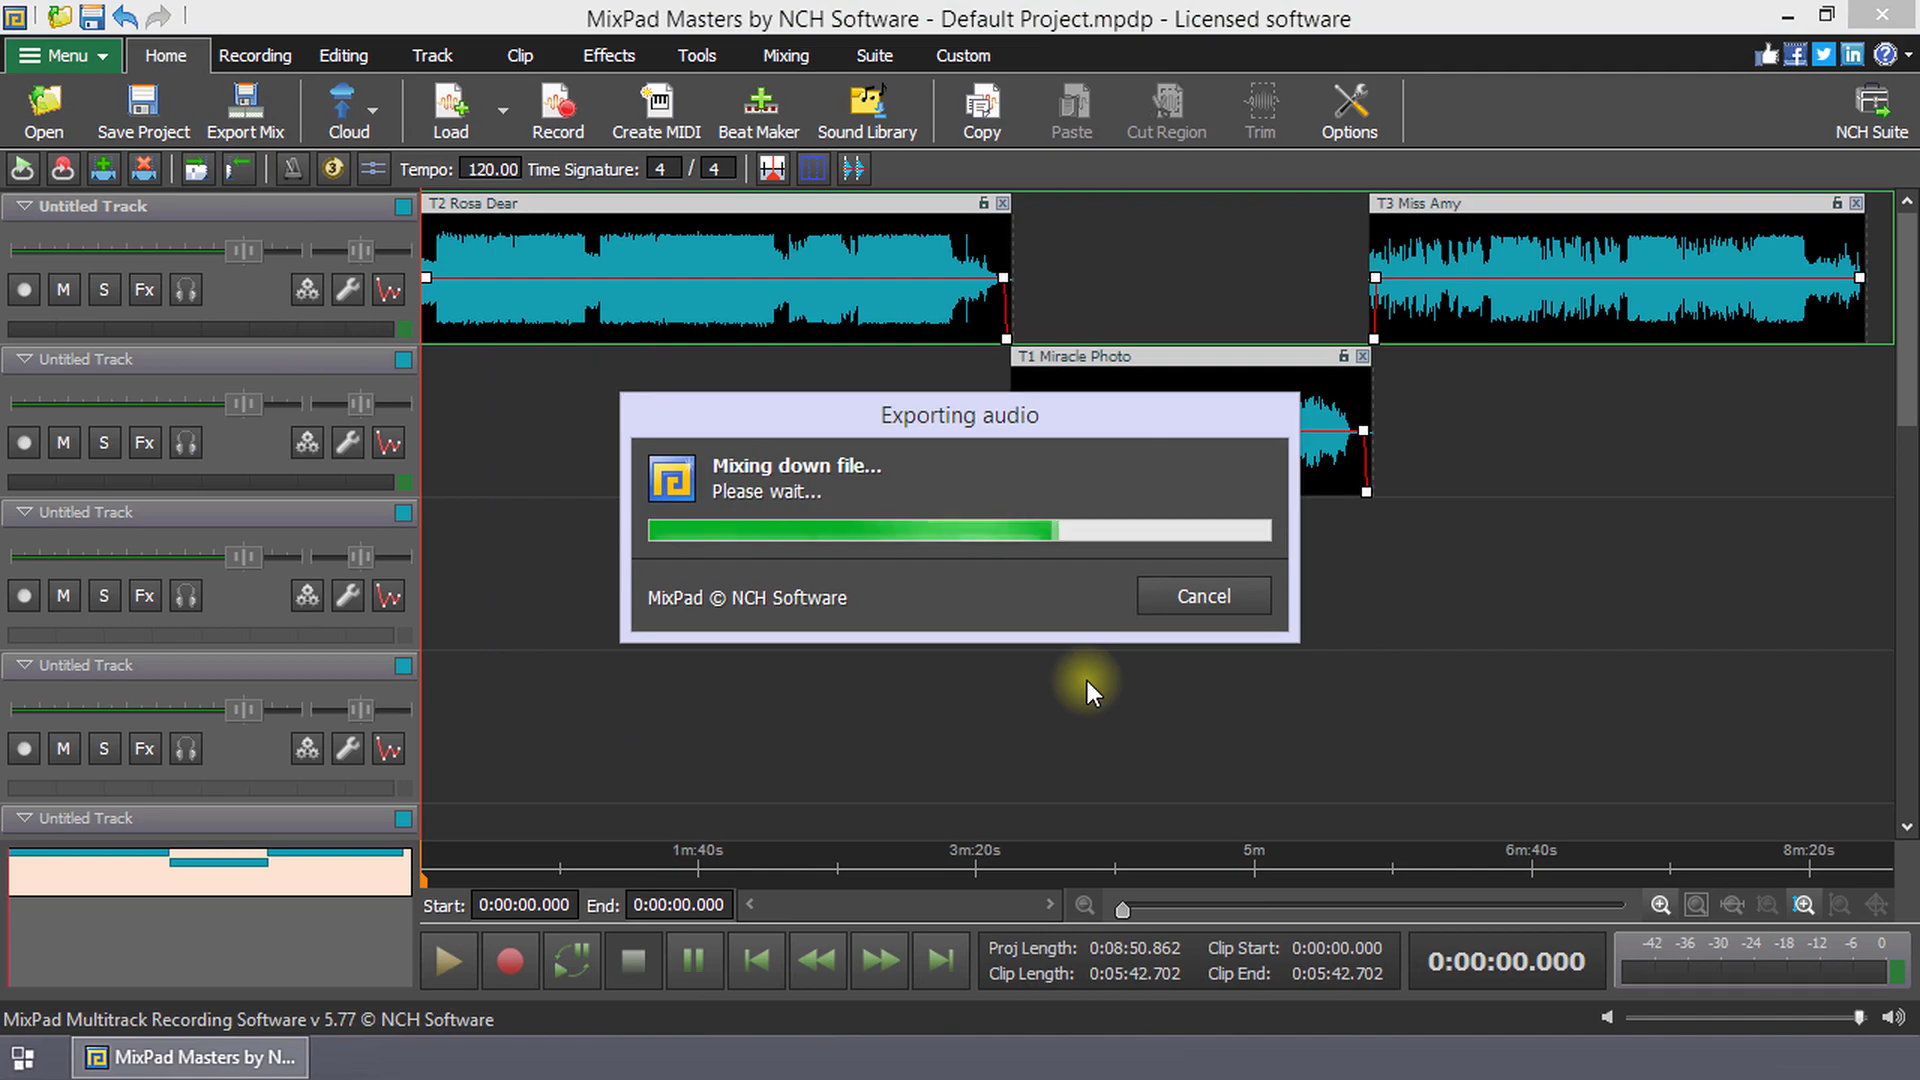 MixPad Masters by NCH Software - Default Project.mpdp - Licensed software
Menu Home Recording Editing Track Clip Effects Tools Mixing Suite Custom
Open Save Project Export Mix Cloud Load Record Create MIDI Beat Maker Sound Library Copy Paste Cut Region Trim Options NCH Suite
Tempo: 120.00 Time Signature: 4 / 4
Untitled Track
T2 Rosa Dear
T3 Miss Amy
M S Fx
Untitled Track
T1 Miracle Photo
M S Fx
Exporting audio
Mixing down file...
Please wait...
MixPad © NCH Software
Cancel
Untitled Track
M S Fx
Untitled Track
M S Fx
Untitled Track
1m:40s 3m:20s 5m 6m:40s 8m:20s
Start: 0:00:00.000 End: 0:00:00.000
Proj Length: 0:08:50.862 Clip Start: 0:00:00.000
Clip Length: 0:05:42.702 Clip End: 0:05:42.702
0:00:00.000
-42 -36 -30 -24 -18 -12 -6 0
MixPad Multitrack Recording Software v 5.77 © NCH Software
MixPad Masters by N...